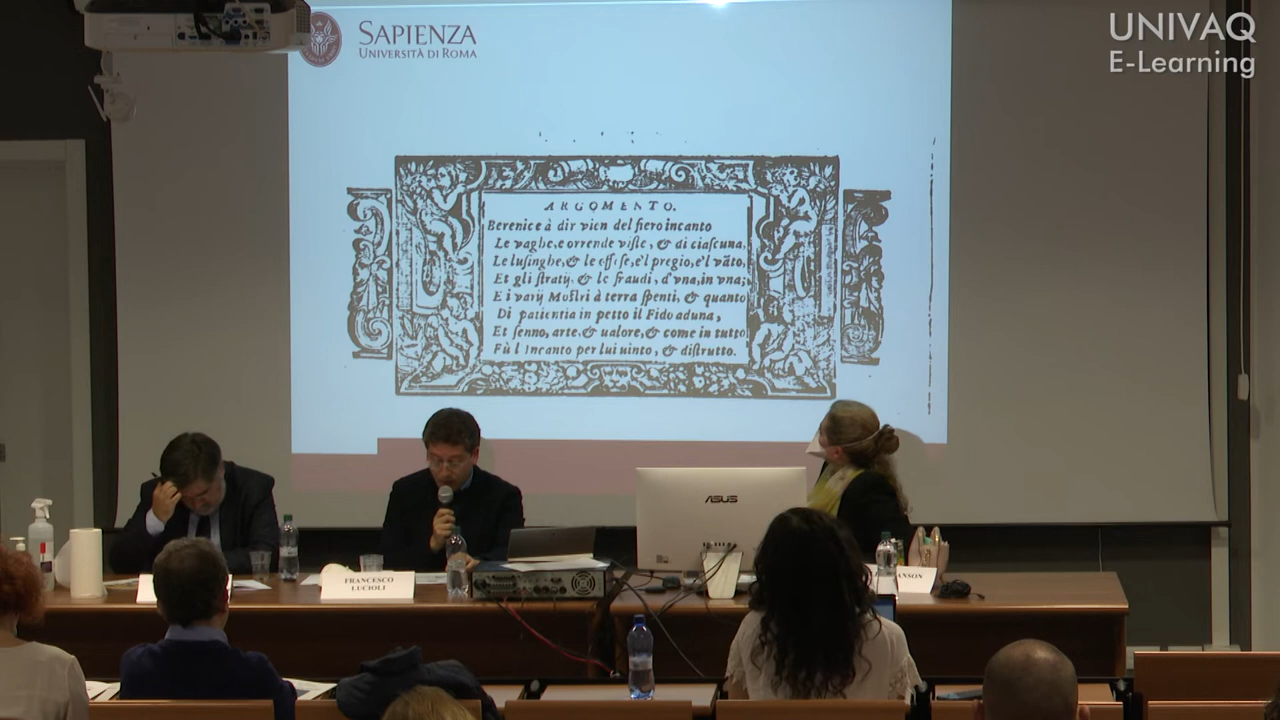 UNIVAQ
E-Learning
SAPIENZA
UNIVERSITÀ DI ROMA
ARGOMENTO.
Berenice à dir vien del fiero incanto
Le vaghe, e orrende viste, & di ciascuna,
Le lusinghe, & le offese, e'l pregio, e'l vāto,
Et gli stratij, & le fraudi, d'vna, in vna;
E i varij Mostri à terra spenti, & quanto
Di patientia in petto il Fido aduna,
Et senno, arte, & ualore, & come in tutto
Fù l'Incanto per lui uinto, & distrutto.
ASUS
FRANCESCO
LUCIOLI
ANSON